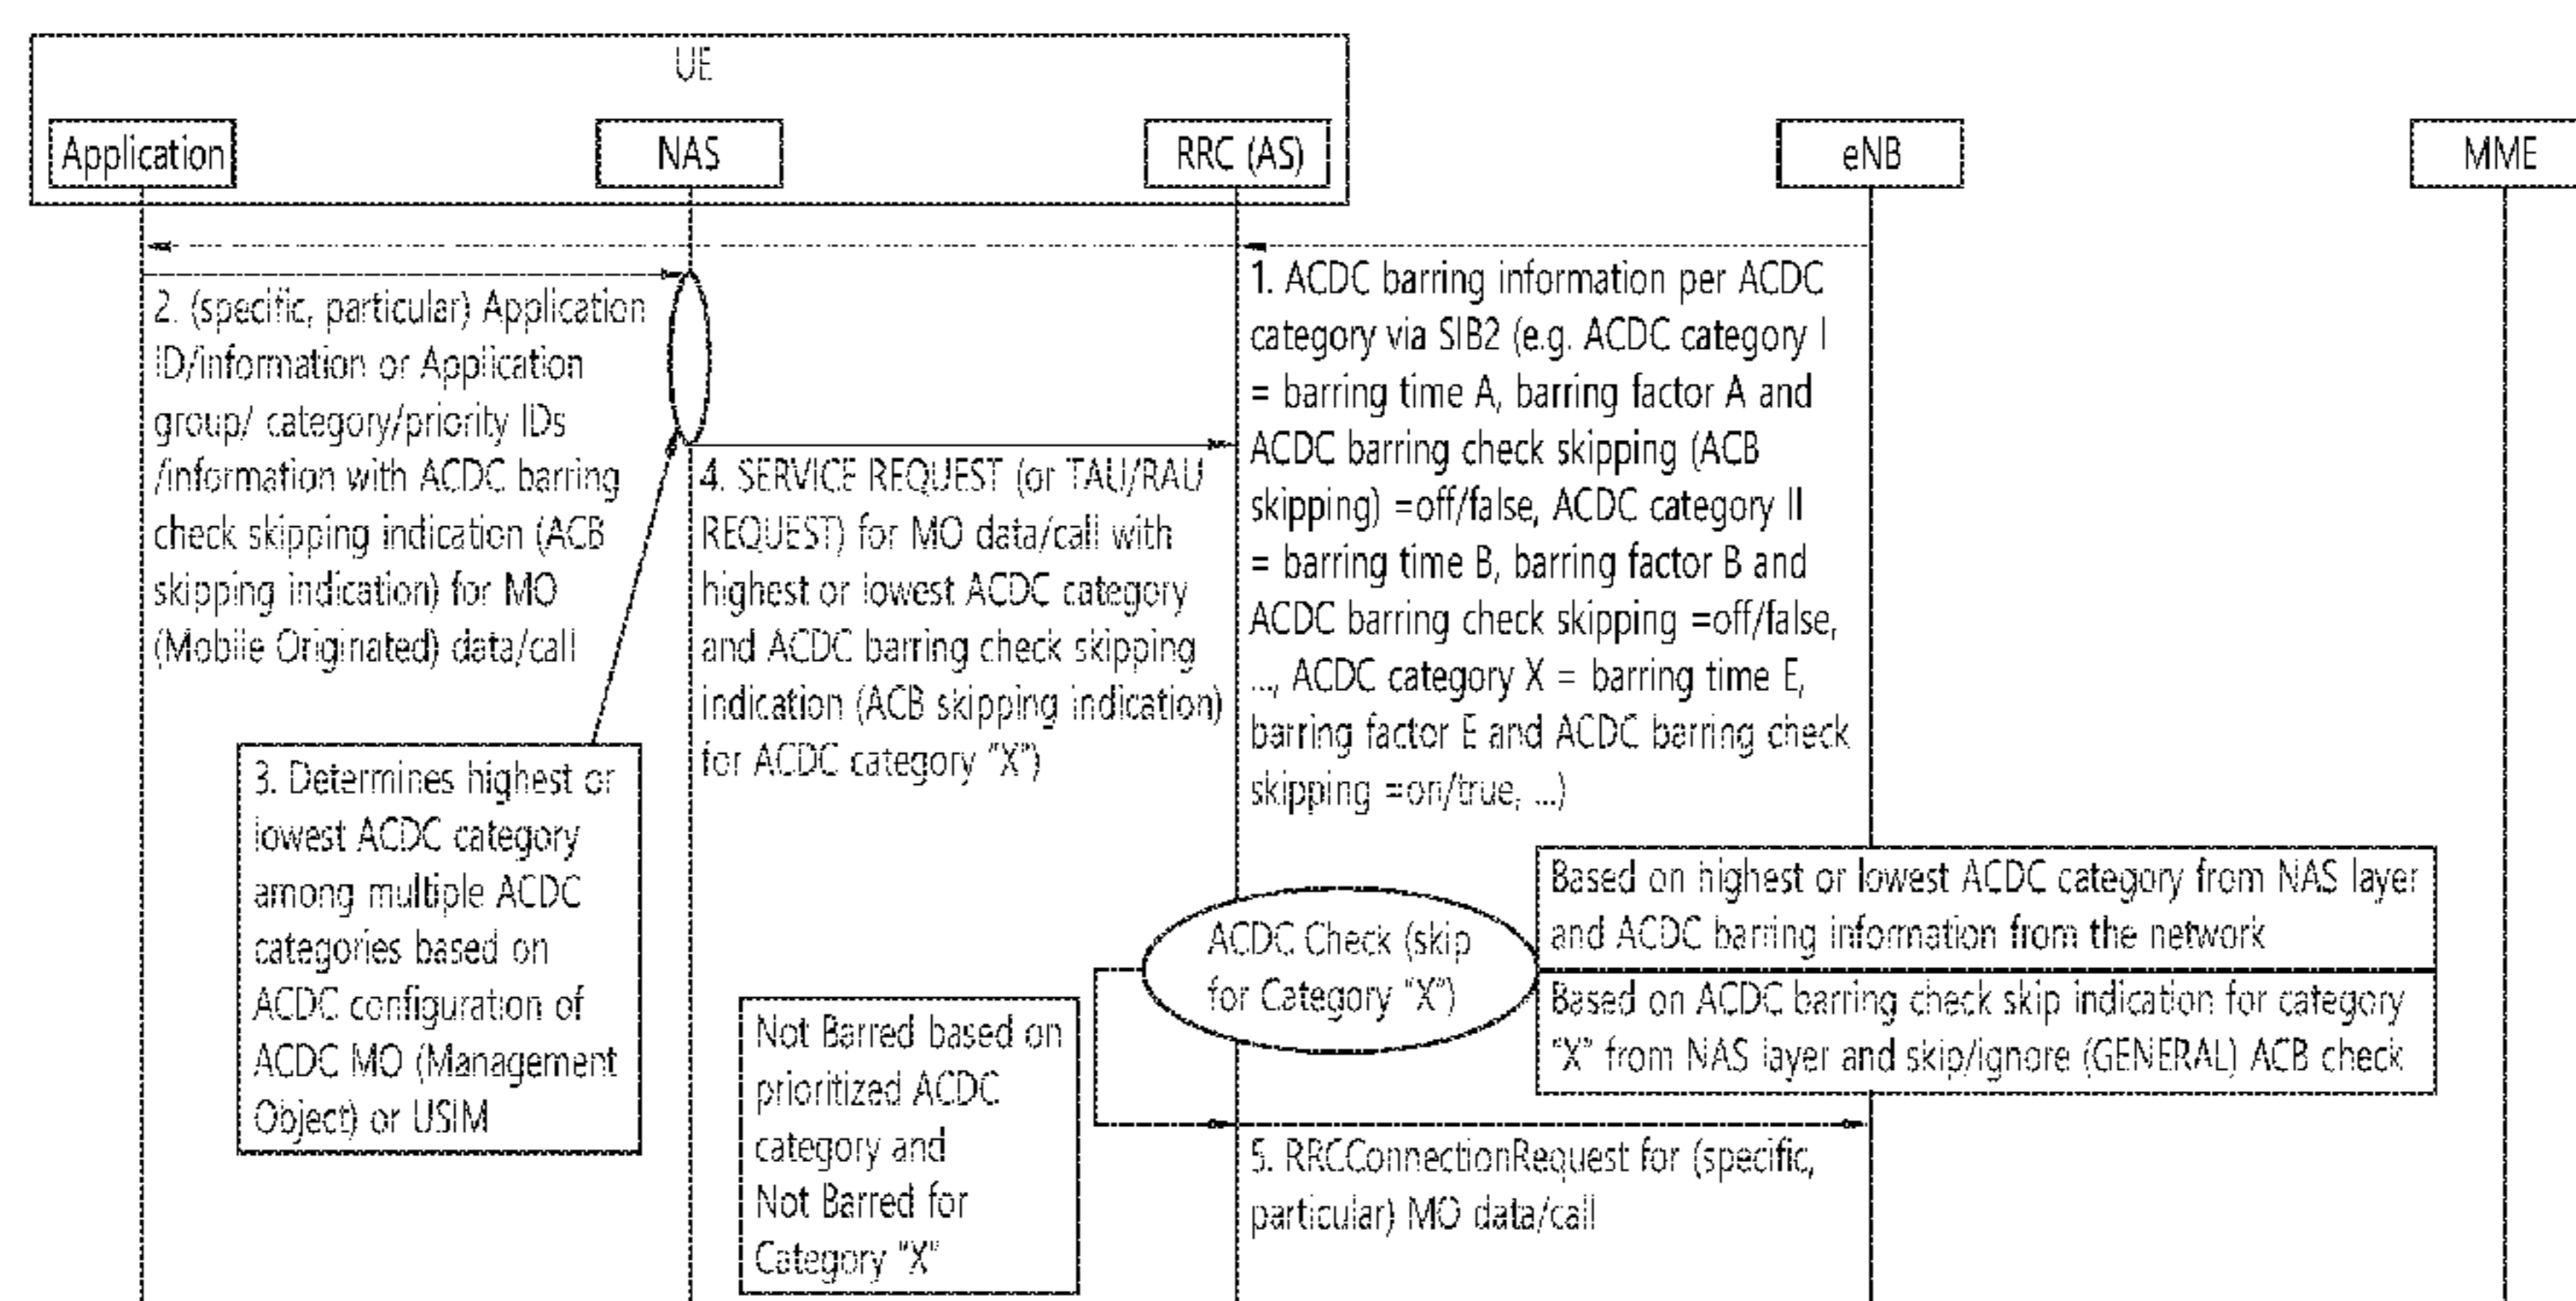 UE
Application
NAS
RRC (AS)
eNB
MME
1. ACDC barring information per ACDC
category via SIB2 (e.g. ACDC category I
= barring time A, barring factor A and
ACDC barring check skipping (ACB
skipping) =off/false, ACDC category II
= barring time B, barring factor B and
ACDC barring check skipping =off/false,
..., ACDC category X = barring time E,
barring factor E and ACDC barring check
skipping =on/true, ...)
2. (specific, particular) Application
ID/information or Application
group/ category/priority IDs
/information with ACDC barring
check skipping indication (ACB
skipping indication) for MO
(Mobile Originated) data/call
3. Determines highest or
lowest ACDC category
among multiple ACDC
categories based on
ACDC configuration of
ACDC MO (Management
Object) or USIM
4. SERVICE REQUEST (or TAU/RAU
REQUEST) for MO data/call with
highest or lowest ACDC category
and ACDC barring check skipping
indication (ACB skipping indication)
for ACDC category "X")
ACDC Check (skip
for Category "X")
Based on highest or lowest ACDC category from NAS layer
and ACDC barring information from the network
Based on ACDC barring check skip indication for category
"X" from NAS layer and skip/ignore (GENERAL) ACB check
Not Barred based on
prioritized ACDC
category and
Not Barred for
Category "X"
5. RRCConnectionRequest for (specific,
particular) MO data/call